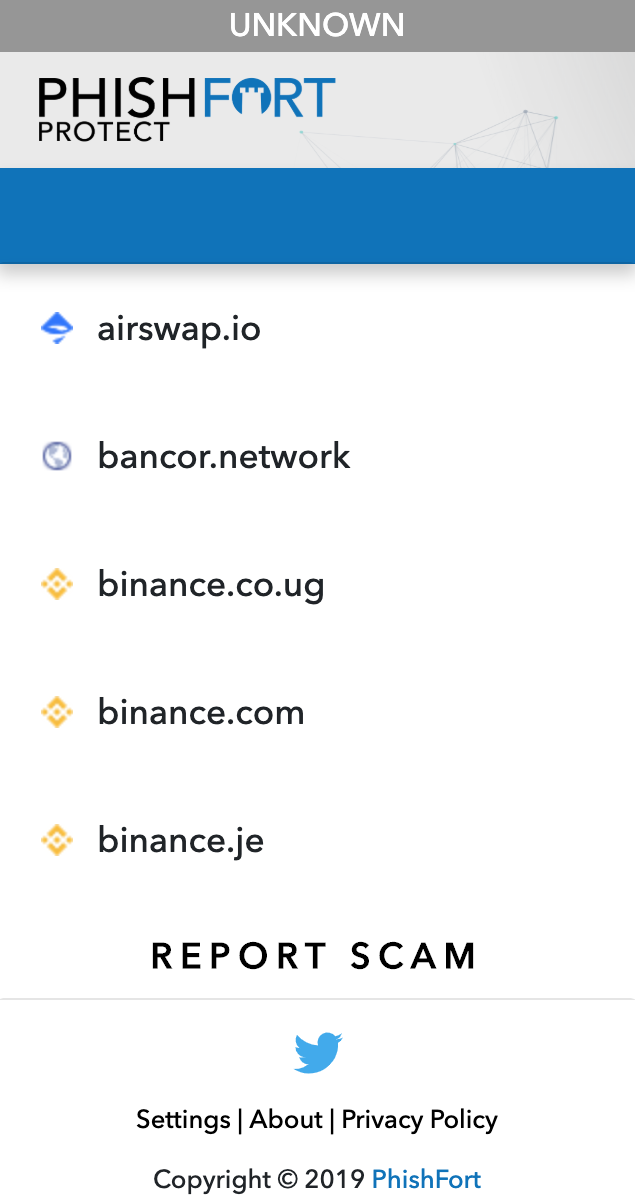 UNKNOWN
PHISHFORT
PROTECT
airswap.io
bancor.network
binance.co.ug
binance.com
binance.je
REPORT SCAM
Settings | About | Privacy Policy
Copyright © 2019 PhishFort